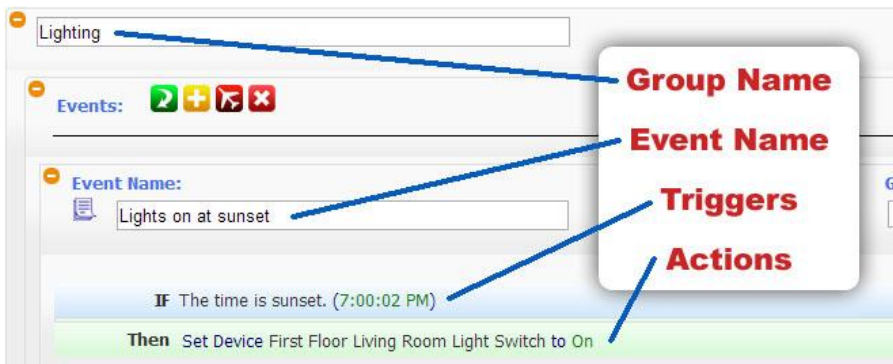 Lighting
Group Name
Events:
Event Name
Event Name:
G
Lights on at sunset
Triggers
Actions
IF The time is sunset. (7:00:02 PM)
Then Set Device First Floor Living Room Light Switch to On